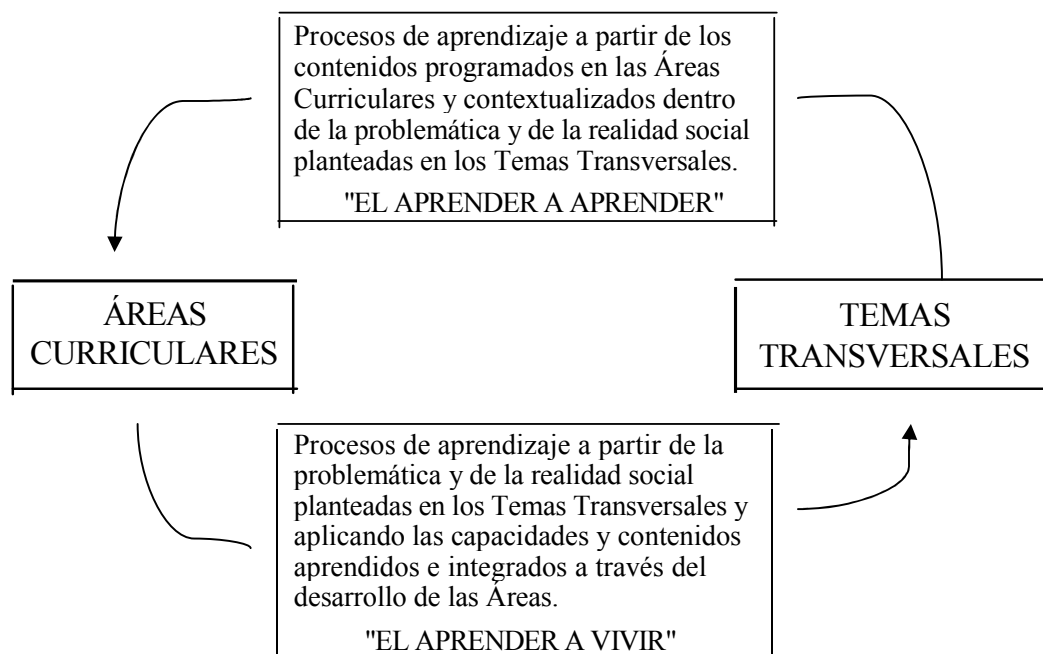 Procesos de aprendizaje a partir de los
contenidos programados en las Áreas
Curriculares y contextualizados dentro
de la problemática y de la realidad social
planteadas en los Temas Transversales.
"EL APRENDER A APRENDER"
ÁREAS
CURRICULARES
TEMAS
TRANSVERSALES
Procesos de aprendizaje a partir de la
problemática y de la realidad social
planteadas en los Temas Transversales y
aplicando las capacidades y contenidos
aprendidos e integrados a través del
desarrollo de las Áreas.
"EL APRENDER A VIVIR"